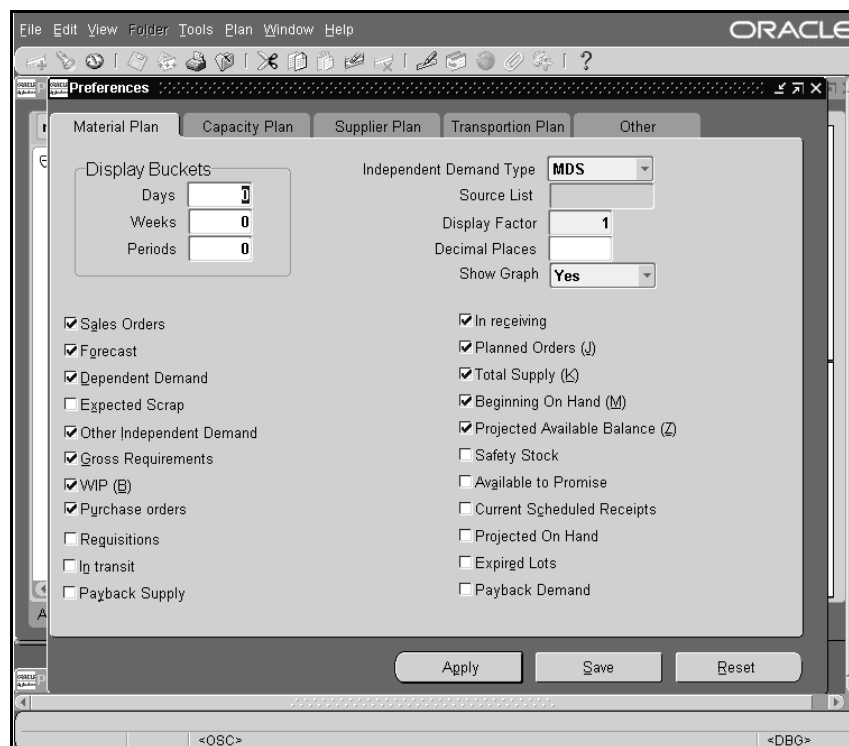 File Edit View Folder Tools Plan Window Help
ORACLE
Preferences
Material Plan Capacity Plan Supplier Plan Transportion Plan Other
Display Buckets
Days 0
Weeks 0
Periods 0
Independent Demand Type MDS
Source List
Display Factor 1
Decimal Places
Show Graph Yes
Sales Orders
Forecast
Dependent Demand
Expected Scrap
Other Independent Demand
Gross Requirements
WIP (B)
Purchase orders
Requisitions
In transit
Payback Supply
In receiving
Planned Orders (J)
Total Supply (K)
Beginning On Hand (M)
Projected Available Balance (Z)
Safety Stock
Available to Promise
Current Scheduled Receipts
Projected On Hand
Expired Lots
Payback Demand
Apply Save Reset
<OSC> <DBG>